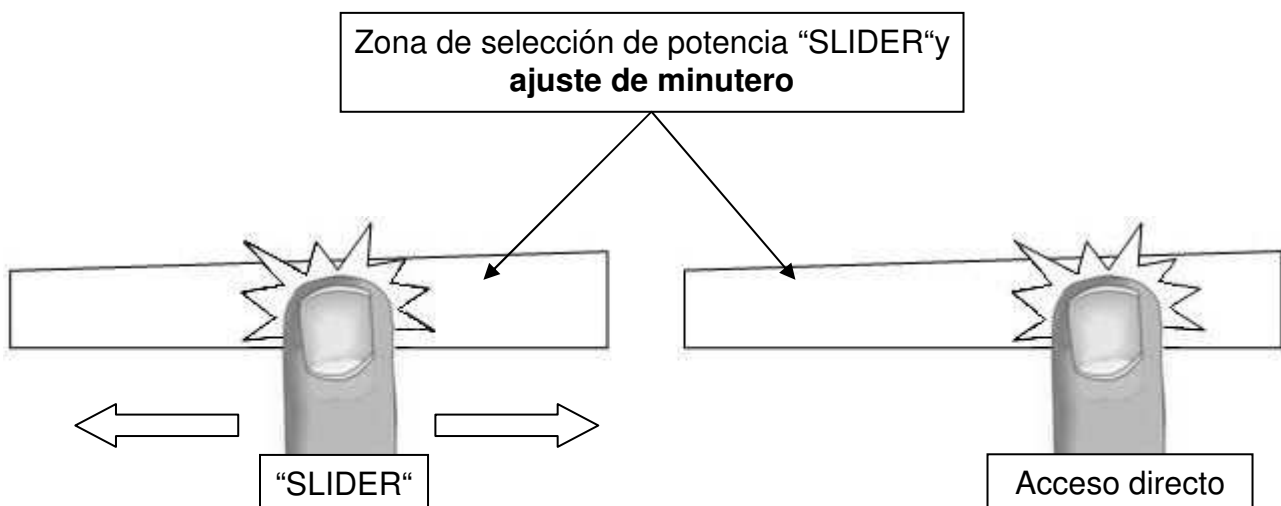 Zona de selección de potencia “SLIDER“y
ajuste de minutero
“SLIDER“
Acceso directo